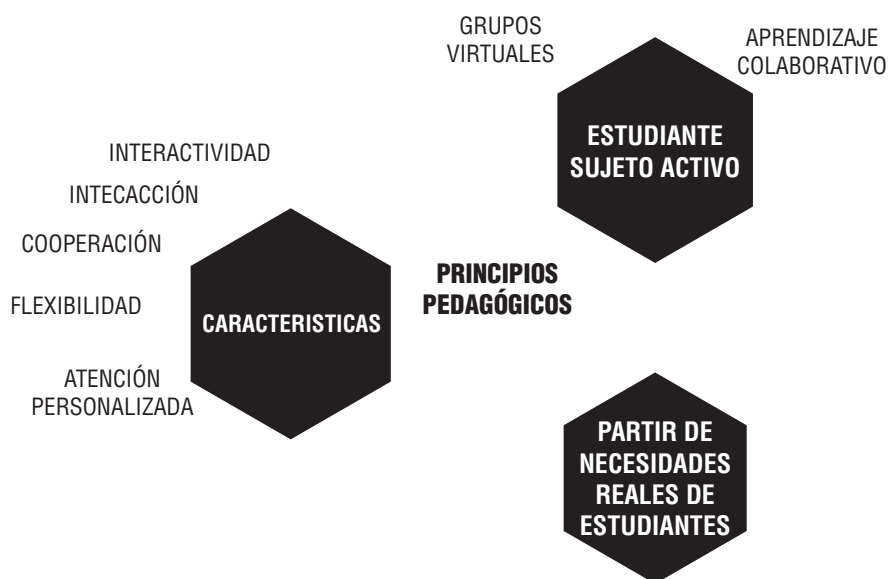 GRUPOS
VIRTUALES
APRENDIZAJE
COLABORATIVO
ESTUDIANTE
SUJETO ACTIVO
INTERACTIVIDAD
INTECACCIÓN
COOPERACIÓN
FLEXIBILIDAD
ATENCIÓN
PERSONALIZADA
CARACTERISTICAS
PRINCIPIOS
PEDAGÓGICOS
PARTIR DE
NECESIDADES
REALES DE
ESTUDIANTES